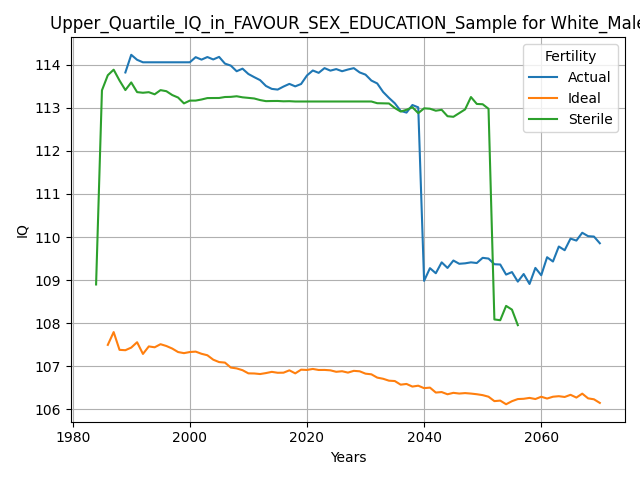 Upper_Quartile_IQ_in_FAVOUR_SEX_EDUCATION_Sample for White_Male
Fertility
Actual
Ideal
Sterile
114
113
112
111
110
109
108
107
106
IQ
1980
2000
2020
2040
2060
Years